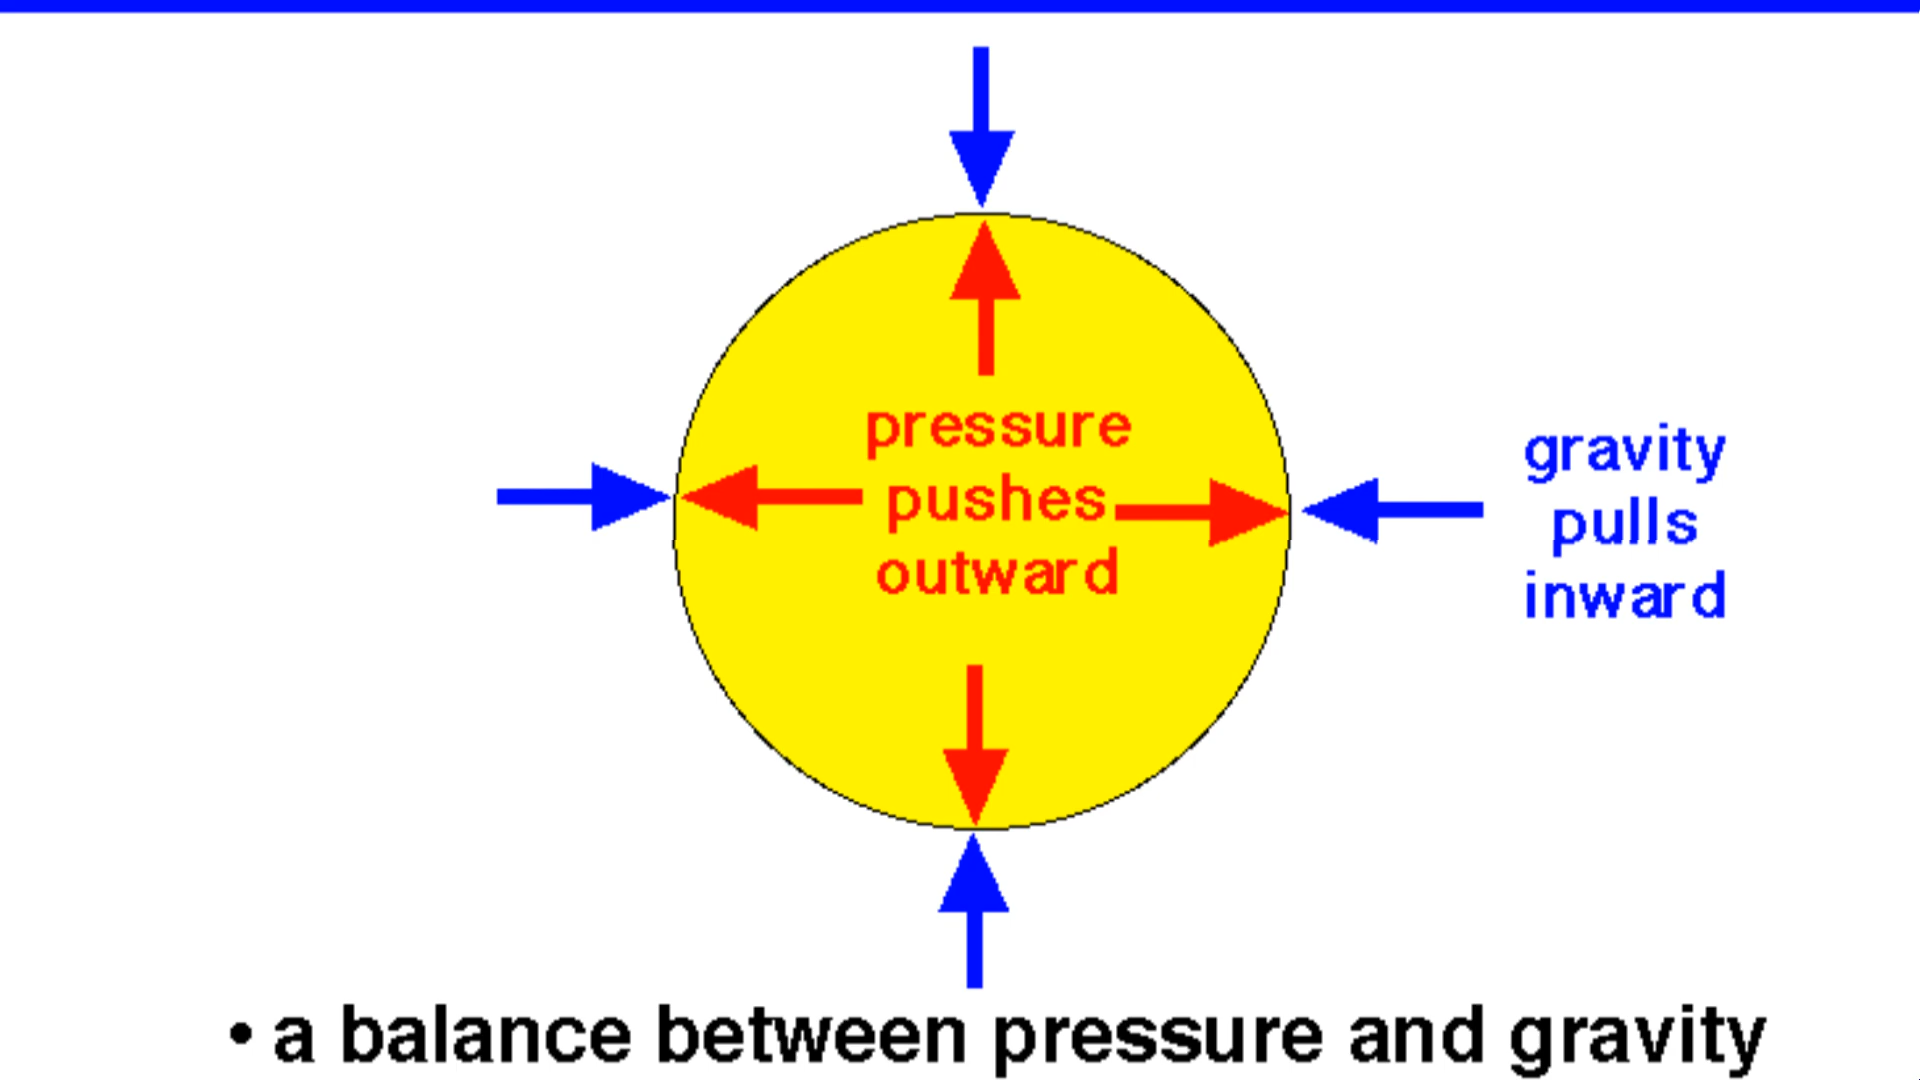 pressure
pushes
outward
gravity
pulls
inward
• a balance between pressure and gravity